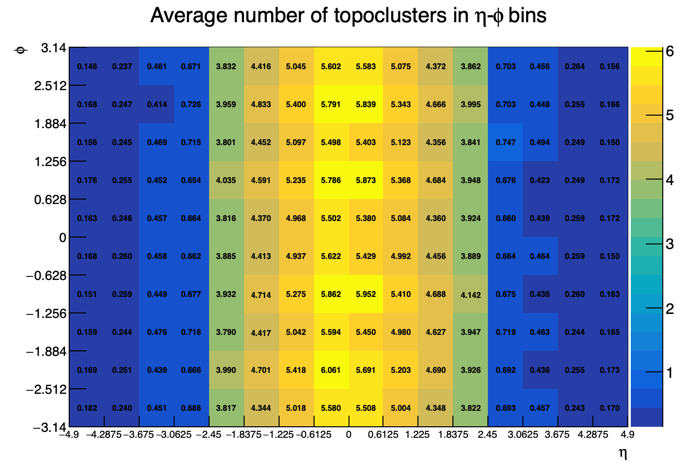 Average number of topoclusters in η-ϕ bins
ϕ
3.14 0.146 0.237 0.461 0.671 3.832 4.416 5.045 5.602 5.583 5.075 4.372 3.862 0.703 0.456 0.264 0.156 6
2.512
0.168 0.247 0.414 0.726 3.959 4.833 5.400 5.791 5.839 5.343 4.666 3.995 0.703 0.448 0.255 0.166
5
1.884
0.156 0.245 0.469 0.715 3.801 4.452 5.097 5.498 5.403 5.123 4.356 3.841 0.747 0.494 0.249 0.150
1.256
0.176 0.255 0.452 0.654 4.035 4.591 5.235 5.786 5.873 5.368 4.684 3.948 0.676 0.423 0.249 0.172
4
0.628
0.163 0.246 0.457 0.664 3.816 4.370 4.968 5.502 5.380 5.084 4.360 3.924 0.660 0.439 0.259 0.172
0
3
0.168 0.260 0.458 0.662 3.885 4.413 4.937 5.622 5.429 4.992 4.456 3.889 0.664 0.464 0.259 0.150
−0.628
0.151 0.259 0.449 0.677 3.932 4.714 5.275 5.862 5.952 5.410 4.688 4.142 0.675 0.436 0.260 0.163
2
−1.256
0.159 0.244 0.476 0.716 3.790 4.417 5.042 5.594 5.450 4.980 4.627 3.947 0.719 0.463 0.244 0.165
−1.884
0.169 0.251 0.439 0.666 3.990 4.701 5.418 6.061 5.691 5.203 4.690 3.926 0.692 0.436 0.255 0.173
1
−2.512
0.182 0.240 0.451 0.686 3.817 4.344 5.018 5.580 5.508 5.004 4.348 3.822 0.693 0.457 0.243 0.170
−3.14
−4.9 −4.2875 −3.675 −3.0625 −2.45 −1.8375 −1.225 −0.6125 0 0.6125 1.225 1.8375 2.45 3.0625 3.675 4.2875 4.9
η